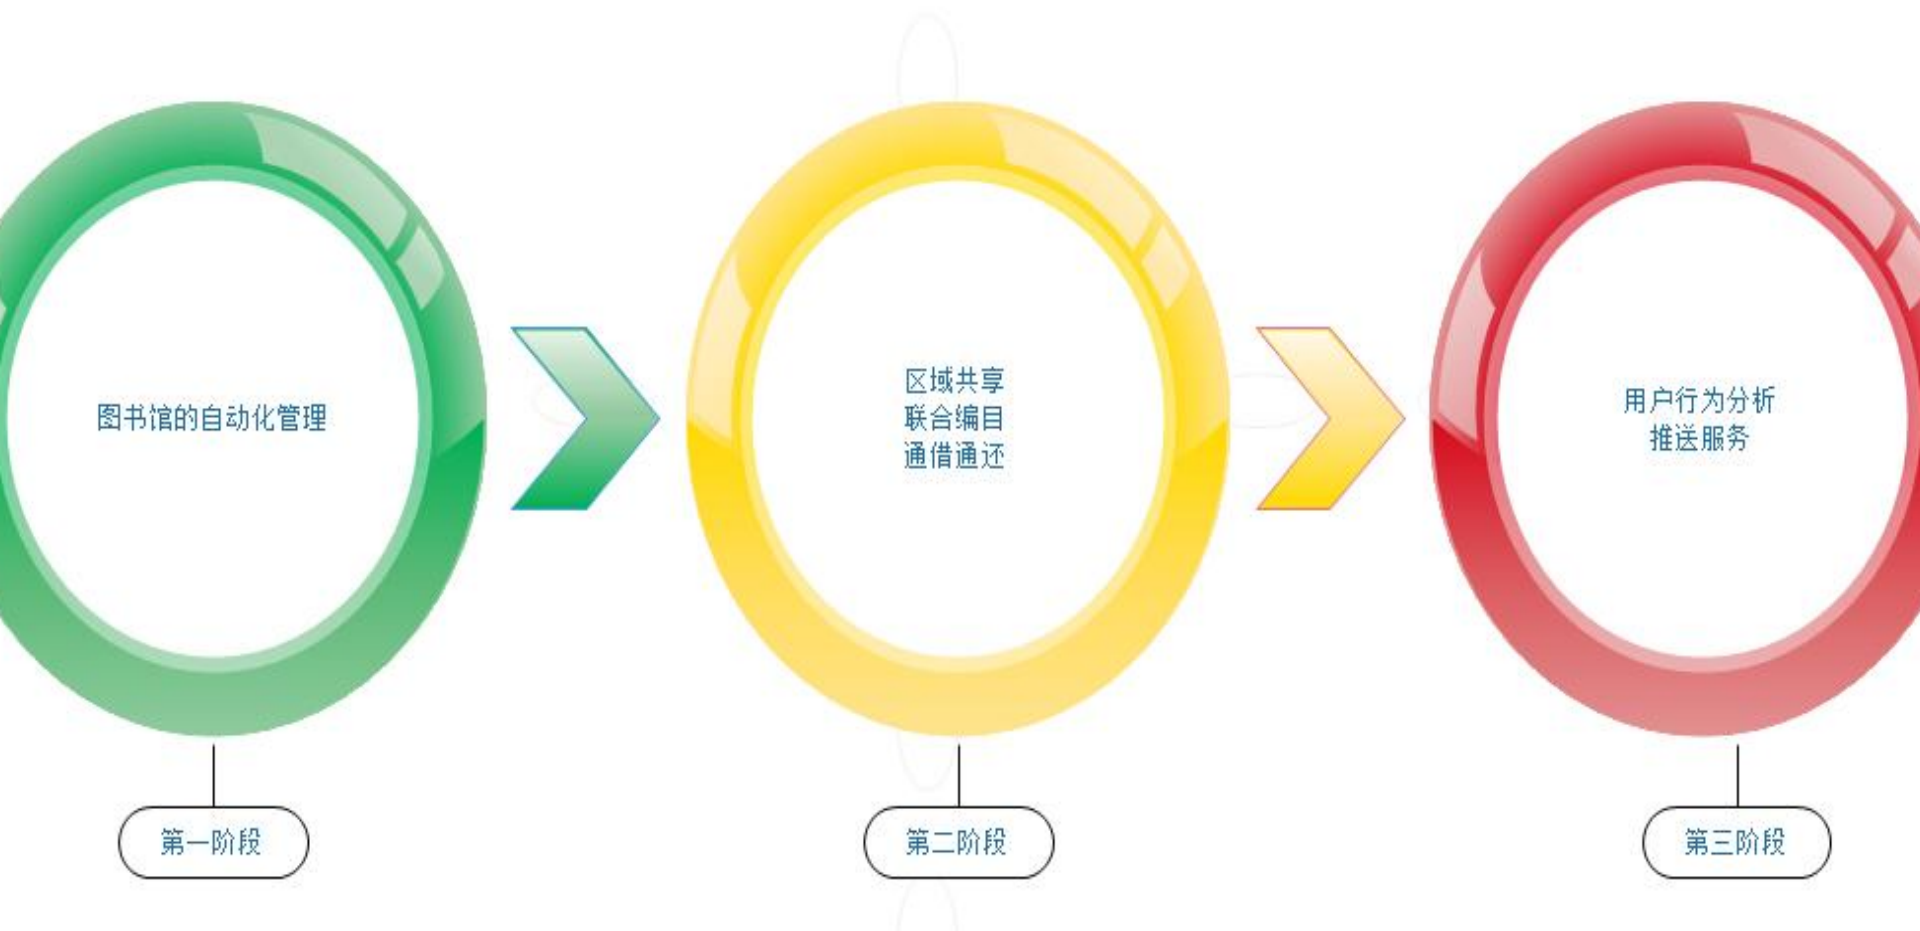 图书馆的自动化管理
区域共享
联合编目
通借通还
用户行为分析
推送服务
第一阶段
第二阶段
第三阶段